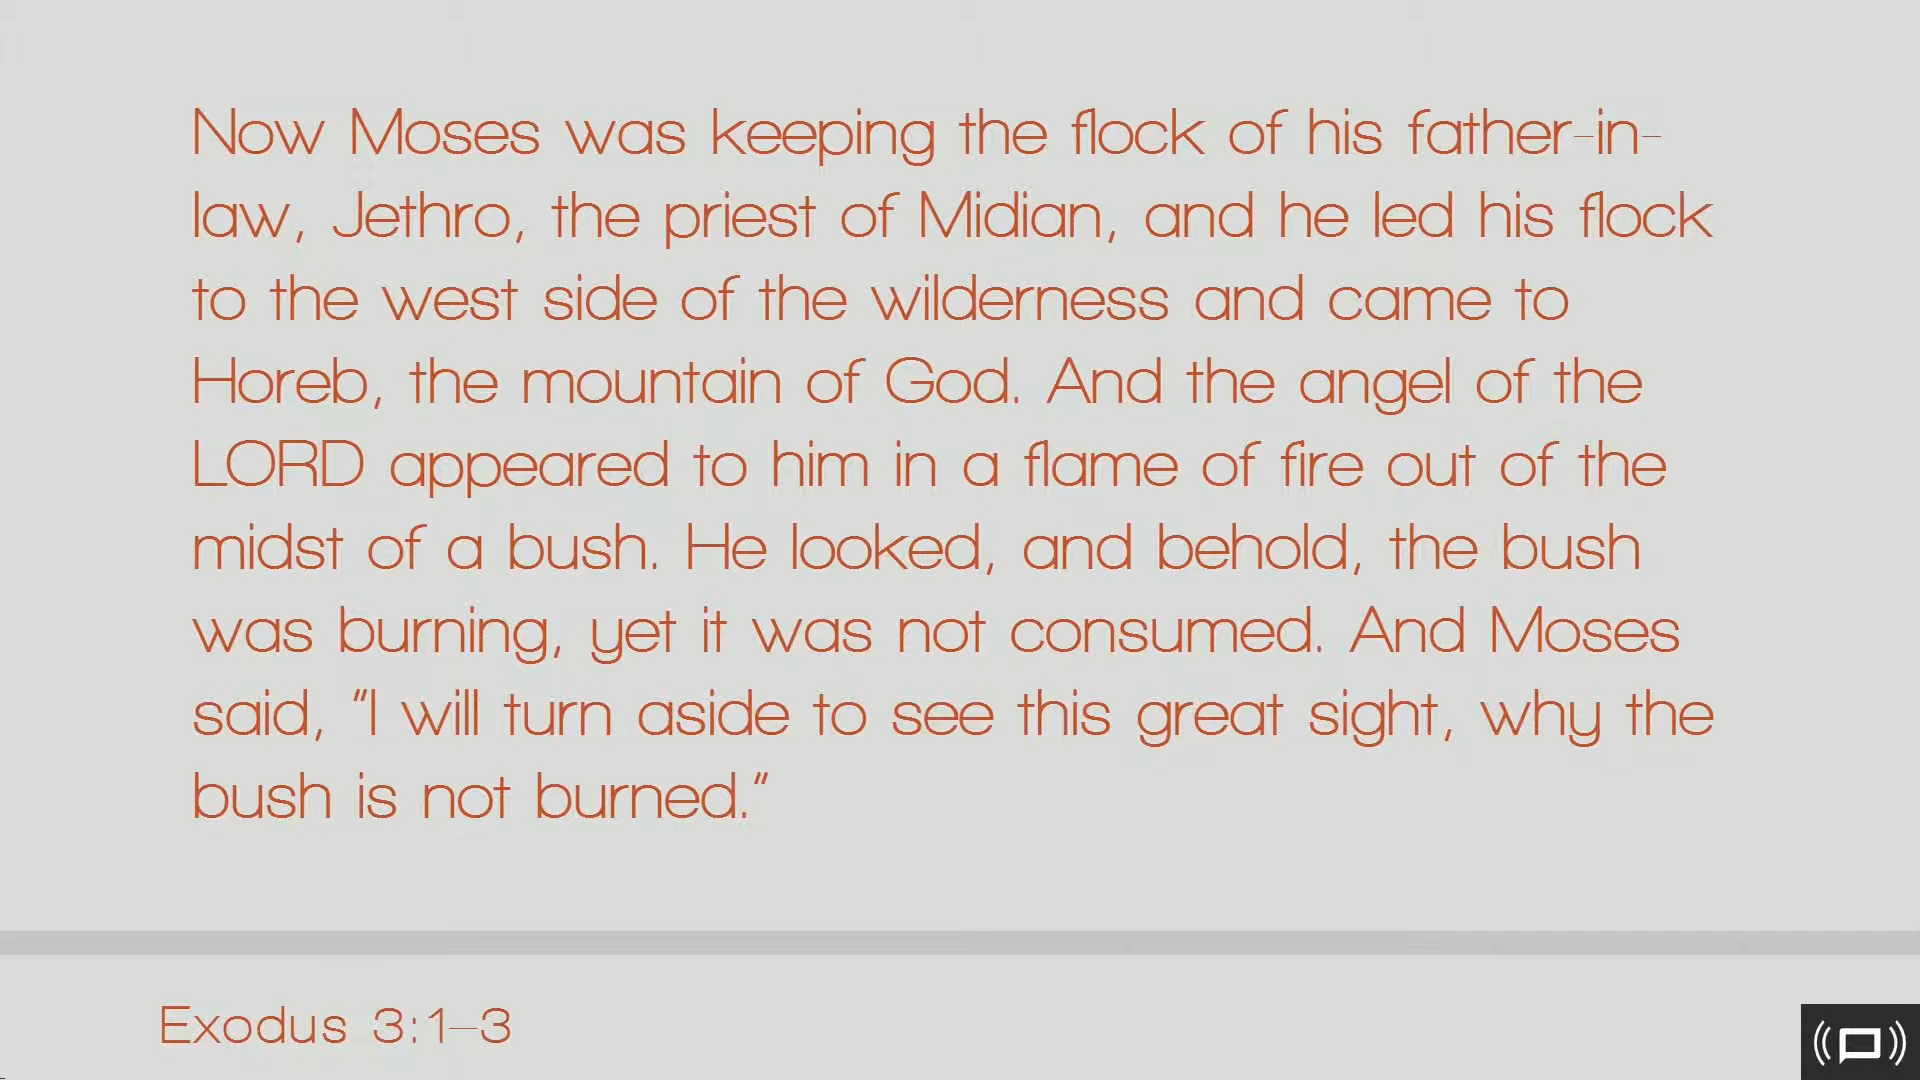 Now Moses was keeping the flock of his father-in-
law, Jethro, the priest of Midian, and he led his flock
to the west side of the wilderness and came to
Horeb, the mountain of God. And the angel of the
LORD appeared to him in a flame of fire out of the
midst of a bush. He looked, and behold, the bush
was burning, yet it was not consumed. And Moses
said, “I will turn aside to see this great sight, why the
bush is not burned.”
Exodus 3:1–3